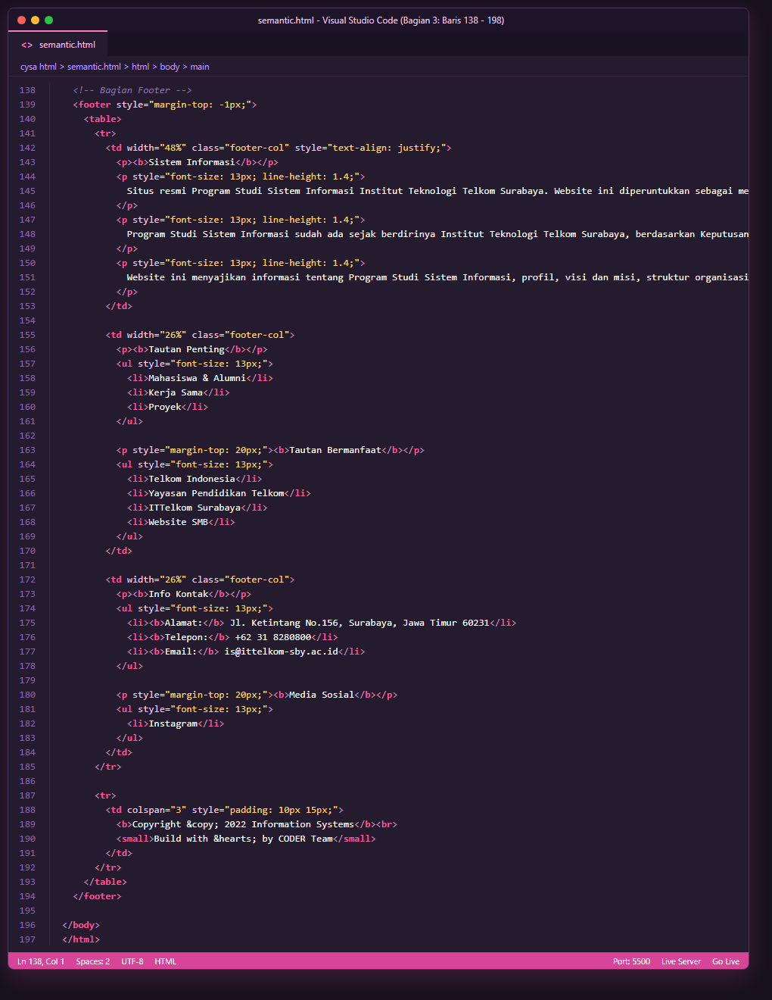 semantic.html - Visual Studio Code (Bagian 3: Baris 138 - 198)
<> semantic.html
cysa html > semantic.html > html > body > main
138 <!-- Bagian Footer -->
139 <footer style="margin-top: -1px;">
140 <table>
141 <tr>
142 <td width="48%" class="footer-col" style="text-align: justify;">
143 <p><b>Sistem Informasi</b></p>
144 <p style="font-size: 13px; line-height: 1.4;">
145 Situs resmi Program Studi Sistem Informasi Institut Teknologi Telkom Surabaya. Website ini diperuntukkan sebagai me
146 </p>
147 <p style="font-size: 13px; line-height: 1.4;">
148 Program Studi Sistem Informasi sudah ada sejak berdirinya Institut Teknologi Telkom Surabaya, berdasarkan Keputusan
149 </p>
150 <p style="font-size: 13px; line-height: 1.4;">
151 Website ini menyajikan informasi tentang Program Studi Sistem Informasi, profil, visi dan misi, struktur organisasi
152 </p>
153 </td>
154
155 <td width="26%" class="footer-col">
156 <p><b>Tautan Penting</b></p>
157 <ul style="font-size: 13px;">
158 <li>Mahasiswa & Alumni</li>
159 <li>Kerja Sama</li>
160 <li>Proyek</li>
161 </ul>
162
163 <p style="margin-top: 20px;"><b>Tautan Bermanfaat</b></p>
164 <ul style="font-size: 13px;">
165 <li>Telkom Indonesia</li>
166 <li>Yayasan Pendidikan Telkom</li>
167 <li>ITTelkom Surabaya</li>
168 <li>Website SMB</li>
169 </ul>
170 </td>
171
172 <td width="26%" class="footer-col">
173 <p><b>Info Kontak</b></p>
174 <ul style="font-size: 13px;">
175 <li><b>Alamat:</b> Jl. Ketintang No.156, Surabaya, Jawa Timur 60231</li>
176 <li><b>Telepon:</b> +62 31 8280800</li>
177 <li><b>Email:</b> is@ittelkom-sby.ac.id</li>
178 </ul>
179
180 <p style="margin-top: 20px;"><b>Media Sosial</b></p>
181 <ul style="font-size: 13px;">
182 <li>Instagram</li>
183 </ul>
184 </td>
185 </tr>
186
187 <tr>
188 <td colspan="3" style="padding: 10px 15px;">
189 <b>Copyright &copy; 2022 Information Systems</b><br>
190 <small>Build with &hearts; by CODER Team</small>
191 </td>
192 </tr>
193 </table>
194 </footer>
195
196 </body>
197 </html>
Ln 138, Col 1 Spaces: 2 UTF-8 HTML Port: 5500 Live Server Go Live